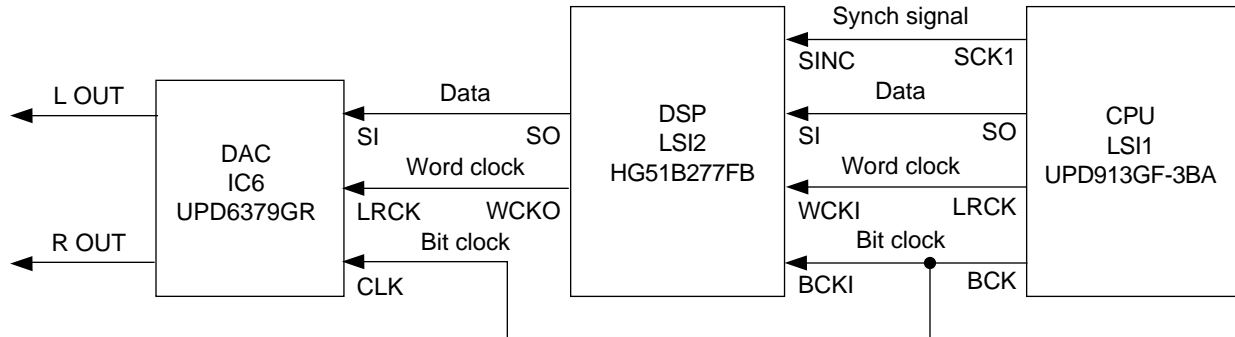 Synch signal
SINC
SCK1
L OUT
Data
Data
SI
SO
SI
SO
DAC
IC6
UPD6379GR
DSP
LSI2
HG51B277FB
CPU
LSI1
UPD913GF-3BA
Word clock
Word clock
LRCK
WCKO
WCKI
LRCK
R OUT
Bit clock
Bit clock
CLK
BCKI
BCK